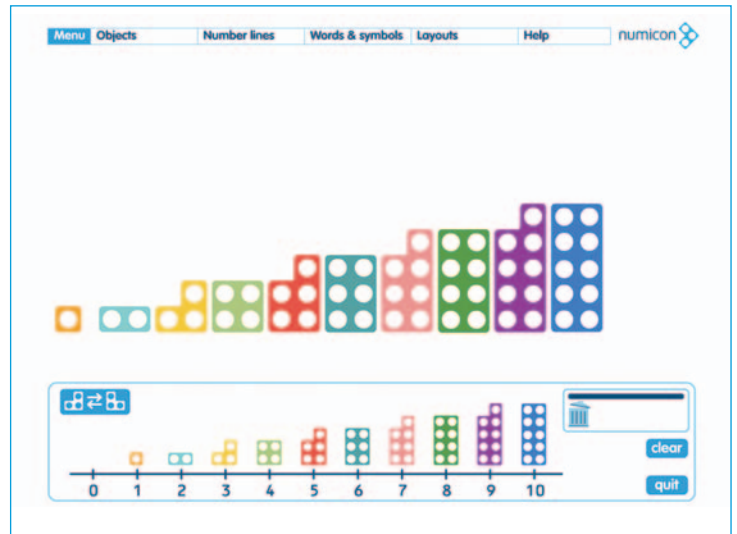 Menu Objects Number lines Words & symbols Layouts Help numicon
clear
0 1 2 3 4 5 6 7 8 9 10
quit